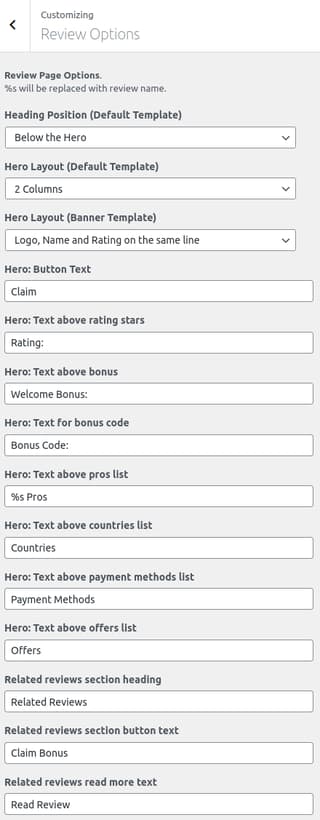 Customizing
Review Options
Review Page Options.
%s will be replaced with review name.
Heading Position (Default Template)
Below the Hero
Hero Layout (Default Template)
2 Columns
Hero Layout (Banner Template)
Logo, Name and Rating on the same line
Hero: Button Text
Claim
Hero: Text above rating stars
Rating:
Hero: Text above bonus
Welcome Bonus:
Hero: Text for bonus code
Bonus Code:
Hero: Text above pros list
%s Pros
Hero: Text above countries list
Countries
Hero: Text above payment methods list
Payment Methods
Hero: Text above offers list
Offers
Related reviews section heading
Related Reviews
Related reviews section button text
Claim Bonus
Related reviews read more text
Read Review